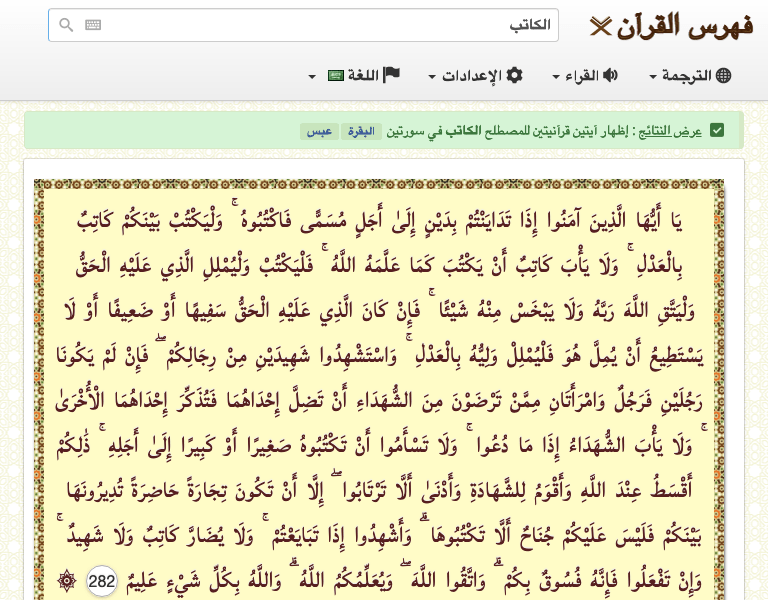 فهرس القرآن
الكاتب
الترجمة القراء الإعدادات اللغة
عرض النتائج : إظهار آيتين قرآنيتين للمصطلح الكاتب في سورتين البقرة عبس
يَا أَيُّهَا الَّذِينَ آمَنُوا إِذَا تَدَايَنْتُمْ بِدَيْنٍ إِلَىٰ أَجَلٍ مُسَمًّى فَاكْتُبُوهُ ۚ وَلْيَكْتُبْ بَيْنَكُمْ كَاتِبٌ
بِالْعَدْلِ ۚ وَلَا يَأْبَ كَاتِبٌ أَنْ يَكْتُبَ كَمَا عَلَّمَهُ اللَّهُ ۚ فَلْيَكْتُبْ وَلْيُمْلِلِ الَّذِي عَلَيْهِ الْحَقُّ
وَلْيَتَّقِ اللَّهَ رَبَّهُ وَلَا يَبْخَسْ مِنْهُ شَيْئًا ۚ فَإِنْ كَانَ الَّذِي عَلَيْهِ الْحَقُّ سَفِيهًا أَوْ ضَعِيفًا أَوْ لَا
يَسْتَطِيعُ أَنْ يُمِلَّ هُوَ فَلْيُمْلِلْ وَلِيُّهُ بِالْعَدْلِ ۚ وَاسْتَشْهِدُوا شَهِيدَيْنِ مِنْ رِجَالِكُمْ ۖ فَإِنْ لَمْ يَكُونَا
رَجُلَيْنِ فَرَجُلٌ وَامْرَأَتَانِ مِمَّنْ تَرْضَوْنَ مِنَ الشُّهَدَاءِ أَنْ تَضِلَّ إِحْدَاهُمَا فَتُذَكِّرَ إِحْدَاهُمَا الْأُخْرَىٰ
ۚ وَلَا يَأْبَ الشُّهَدَاءُ إِذَا مَا دُعُوا ۚ وَلَا تَسْأَمُوا أَنْ تَكْتُبُوهُ صَغِيرًا أَوْ كَبِيرًا إِلَىٰ أَجَلِهِ ۚ ذَٰلِكُمْ
أَقْسَطُ عِنْدَ اللَّهِ وَأَقْوَمُ لِلشَّهَادَةِ وَأَدْنَىٰ أَلَّا تَرْتَابُوا ۖ إِلَّا أَنْ تَكُونَ تِجَارَةً حَاضِرَةً تُدِيرُونَهَا
بَيْنَكُمْ فَلَيْسَ عَلَيْكُمْ جُنَاحٌ أَلَّا تَكْتُبُوهَا ۗ وَأَشْهِدُوا إِذَا تَبَايَعْتُمْ ۚ وَلَا يُضَارَّ كَاتِبٌ وَلَا شَهِيدٌ ۚ
وَإِنْ تَفْعَلُوا فَإِنَّهُ فُسُوقٌ بِكُمْ ۗ وَاتَّقُوا اللَّهَ ۖ وَيُعَلِّمُكُمُ اللَّهُ ۗ وَاللَّهُ بِكُلِّ شَيْءٍ عَلِيمٌ 282 ۞